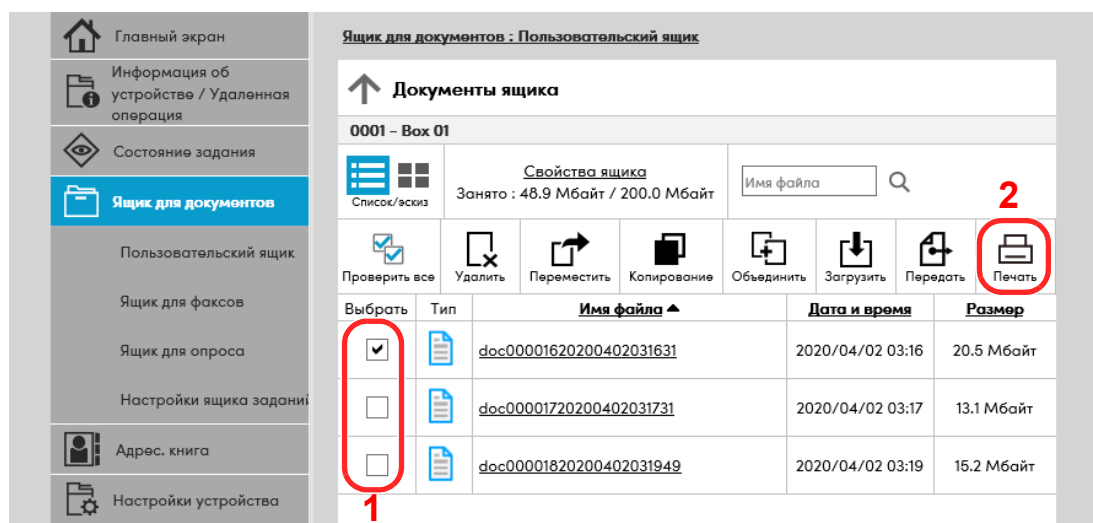 Главный экран
Информация об
устройстве / Удаленная
операция
Состояние задания
Ящик для документов
Пользовательский ящик
Ящик для факсов
Ящик для опроса
Настройки ящика заданий
Адрес. книга
Настройки устройства
Ящик для документов : Пользовательский ящик
Документы ящика
0001 – Box 01
Список/эскиз
Свойства ящика
Занято : 48.9 Мбайт / 200.0 Мбайт
Имя файла
2
Проверить все Удалить Переместить Копирование Объединить Загрузить Передать Печать
Выбрать Тип Имя файла Дата и время Размер
doc00001620200402031631 2020/04/02 03:16 20.5 Мбайт
doc00001720200402031731 2020/04/02 03:17 13.1 Мбайт
doc00001820200402031949 2020/04/02 03:19 15.2 Мбайт
1